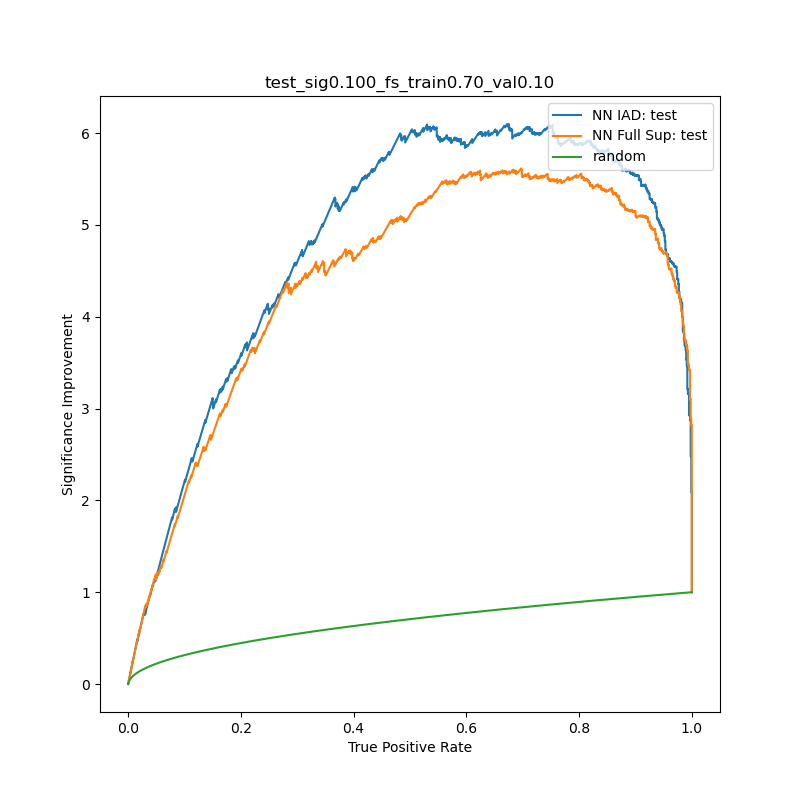 test_sig0.100_fs_train0.70_val0.10
NN IAD: test
NN Full Sup: test
random
Significance Improvement
6
5
4
3
2
1
0
0.0 0.2 0.4 0.6 0.8 1.0
True Positive Rate